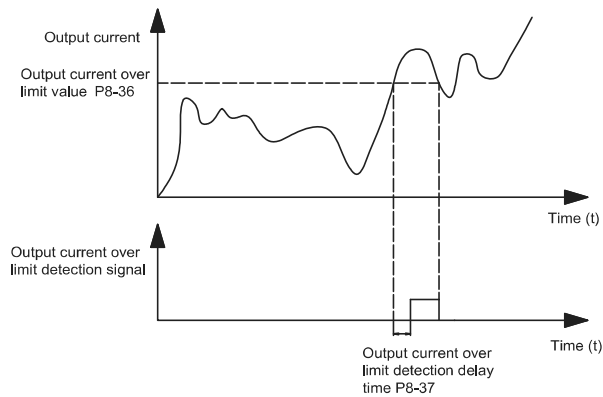 Output current
Output current over
limit value P8-36
Time (t)
Output current over
limit detection signal
Time (t)
Output current over
limit detection delay
time P8-37